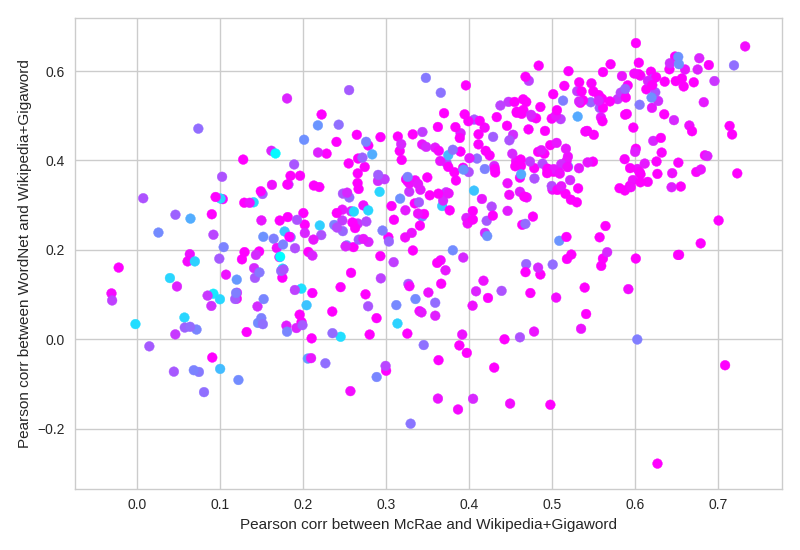 Pearson corr between WordNet and Wikipedia+Gigaword
0.6
0.4
0.2
0.0
−0.2
0.0 0.1 0.2 0.3 0.4 0.5 0.6 0.7
Pearson corr between McRae and Wikipedia+Gigaword